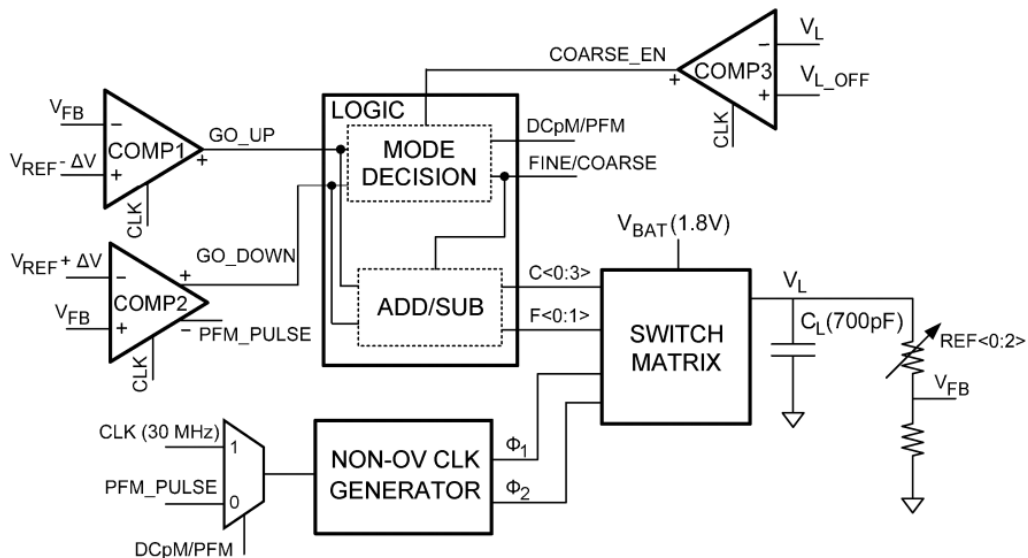 V_L
COARSE_EN
COMP3
V_L_OFF
CLK
−
+
+
LOGIC
V_FB
−
COMP1
GO_UP
+
V_REF - ΔV
+
CLK
MODE
DECISION
DCpM/PFM
FINE/COARSE
V_BAT (1.8V)
GO_DOWN
V_REF + ΔV
−
+
COMP2
V_FB
+
−
PFM_PULSE
CLK
ADD/SUB
C<0:3>
F<0:1>
SWITCH
MATRIX
V_L
C_L(700pF)
REF<0:2>
V_FB
CLK (30 MHz)
1
PFM_PULSE
0
DCpM/PFM
NON-OV CLK
GENERATOR
Φ1
Φ2